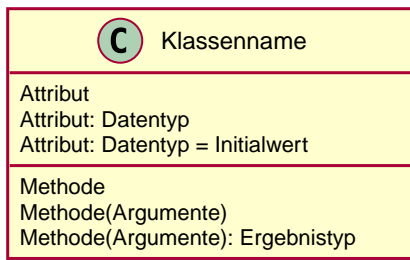 C Klassenname
Attribut
Attribut: Datentyp
Attribut: Datentyp = Initialwert
Methode
Methode(Argumente)
Methode(Argumente): Ergebnistyp